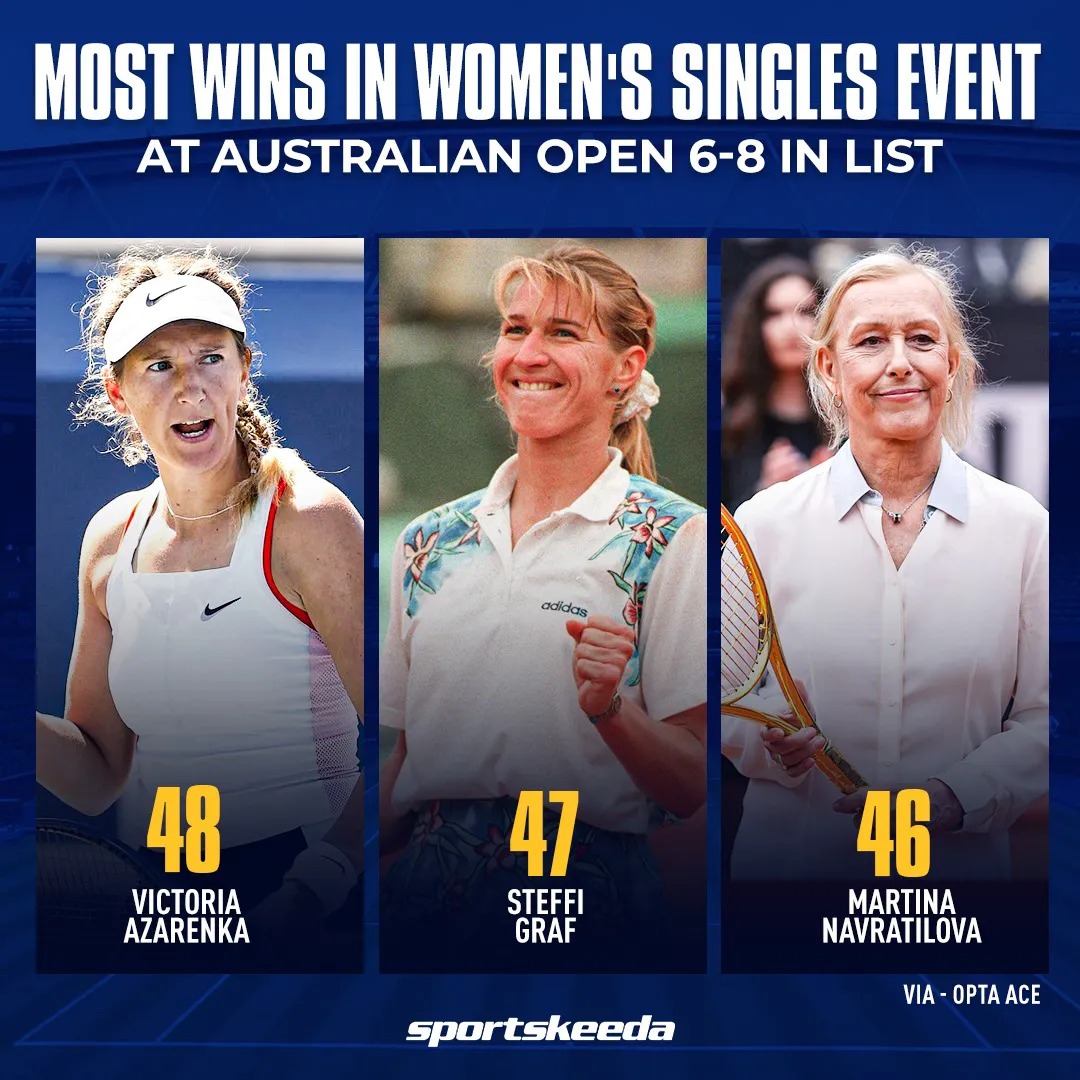 MOST WINS IN WOMEN'S SINGLES EVENT
AT AUSTRALIAN OPEN 6-8 IN LIST
adidas
48
VICTORIA
AZARENKA
47
STEFFI
GRAF
46
MARTINA
NAVRATILOVA
VIA - OPTA ACE
sportskeeda